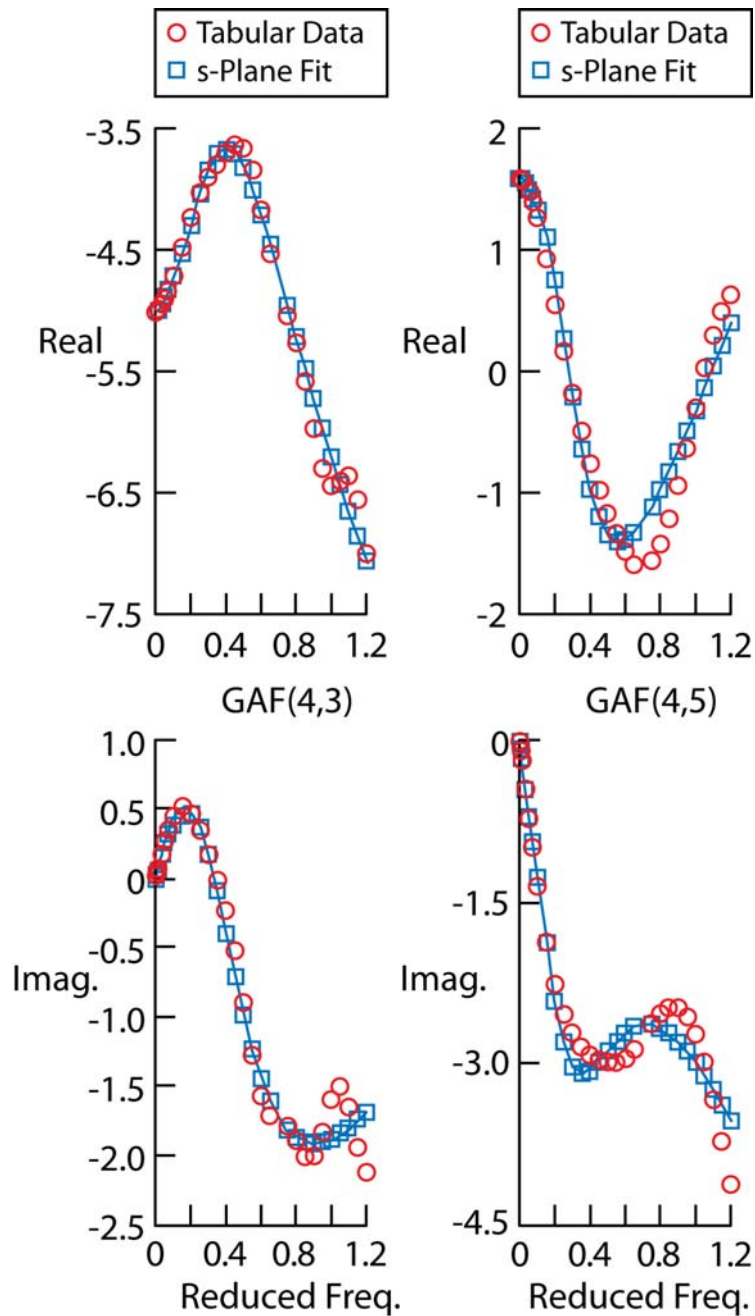 Tabular Data
s-Plane Fit
Tabular Data
s-Plane Fit
-3.5
-4.5
Real
-5.5
-6.5
-7.5
0 0.4 0.8 1.2
GAF(4,3)
2
1
Real
0
-1
-2
0 0.4 0.8 1.2
GAF(4,5)
1.0
0.5
0
-0.5
Imag.
-1.0
-1.5
-2.0
-2.5
0 0.4 0.8 1.2
Reduced Freq.
0
-1.5
Imag.
-3.0
-4.5
0 0.4 0.8 1.2
Reduced Freq.